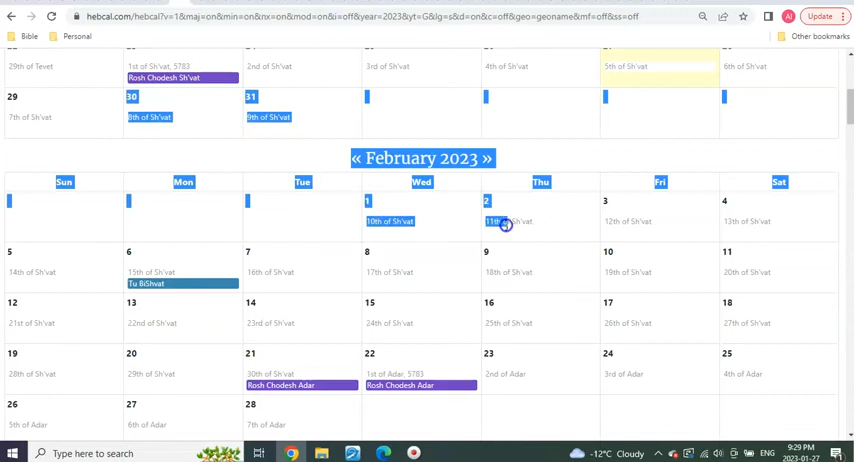 hebcal.com/hebcal?v=1&maj=on&min=on&nx=on&mod=on&i=off&year=2023&yt=G&lg=s&d=on&c=off&geo=geoname&mf=off&ss=off
Update
Bible Personal Other bookmarks
29th of Tevet 1st of Sh'vat, 5783 2nd of Sh'vat 3rd of Sh'vat 4th of Sh'vat 5th of Sh'vat 6th of Sh'vat
Rosh Chodesh Sh'vat
29 30 31
7th of Sh'vat 8th of Sh'vat 9th of Sh'vat
« February 2023 »
Sun Mon Tue Wed Thu Fri Sat
1 2 3 4
10th of Sh'vat 11th of Sh'vat 12th of Sh'vat 13th of Sh'vat
5 6 7 8 9 10 11
14th of Sh'vat 15th of Sh'vat 16th of Sh'vat 17th of Sh'vat 18th of Sh'vat 19th of Sh'vat 20th of Sh'vat
Tu BiShvat
12 13 14 15 16 17 18
21st of Sh'vat 22nd of Sh'vat 23rd of Sh'vat 24th of Sh'vat 25th of Sh'vat 26th of Sh'vat 27th of Sh'vat
19 20 21 22 23 24 25
28th of Sh'vat 29th of Sh'vat 30th of Sh'vat 1st of Adar, 5783 2nd of Adar 3rd of Adar 4th of Adar
Rosh Chodesh Adar Rosh Chodesh Adar
26 27 28
5th of Adar 6th of Adar 7th of Adar
Type here to search
-12°C Cloudy ENG 9:29 PM
2023-01-27